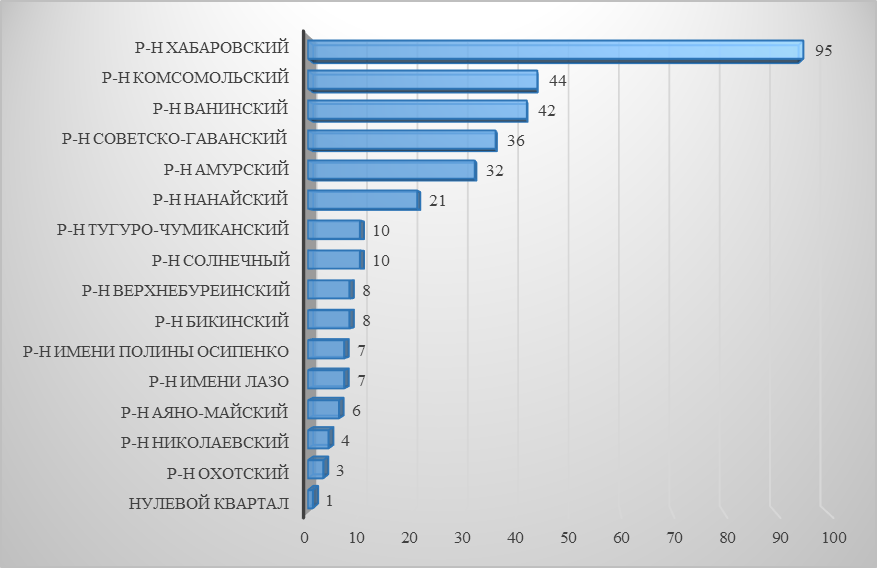 Р-Н ХАБАРОВСКИЙ 95
Р-Н КОМСОМОЛЬСКИЙ 44
Р-Н ВАНИНСКИЙ 42
Р-Н СОВЕТСКО-ГАВАНСКИЙ 36
Р-Н АМУРСКИЙ 32
Р-Н НАНАЙСКИЙ 21
Р-Н ТУГУРО-ЧУМИКАНСКИЙ 10
Р-Н СОЛНЕЧНЫЙ 10
Р-Н ВЕРХНЕБУРЕИНСКИЙ 8
Р-Н БИКИНСКИЙ 8
Р-Н ИМЕНИ ПОЛИНЫ ОСИПЕНКО 7
Р-Н ИМЕНИ ЛАЗО 7
Р-Н АЯНО-МАЙСКИЙ 6
Р-Н НИКОЛАЕВСКИЙ 4
Р-Н ОХОТСКИЙ 3
НУЛЕВОЙ КВАРТАЛ 1
0 10 20 30 40 50 60 70 80 90 100